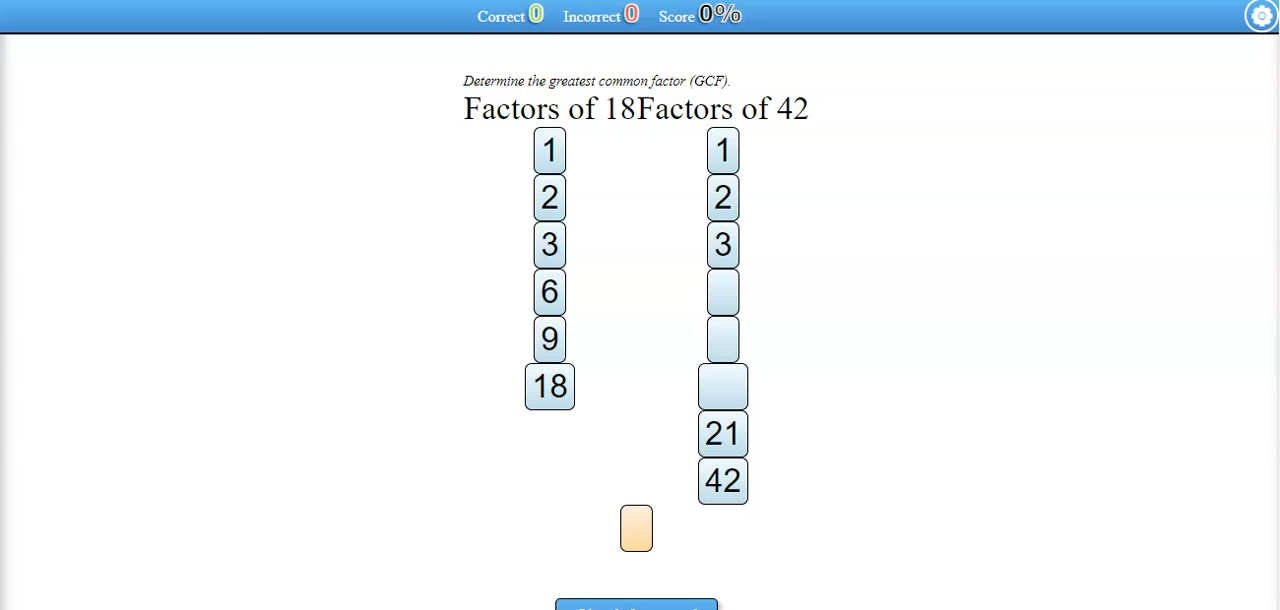 Correct 0 Incorrect 0 Score 0%
Determine the greatest common factor (GCF).
Factors of 18Factors of 42
1 1
2 2
3 3
6
9
18
21
42